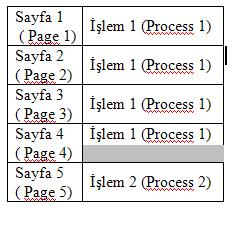 Sayfa 1
( Page 1)
İşlem 1 (Process 1)
Sayfa 2
( Page 2)
İşlem 1 (Process 1)
Sayfa 3
( Page 3)
İşlem 1 (Process 1)
Sayfa 4
( Page 4)
İşlem 1 (Process 1)
Sayfa 5
( Page 5)
İşlem 2 (Process 2)